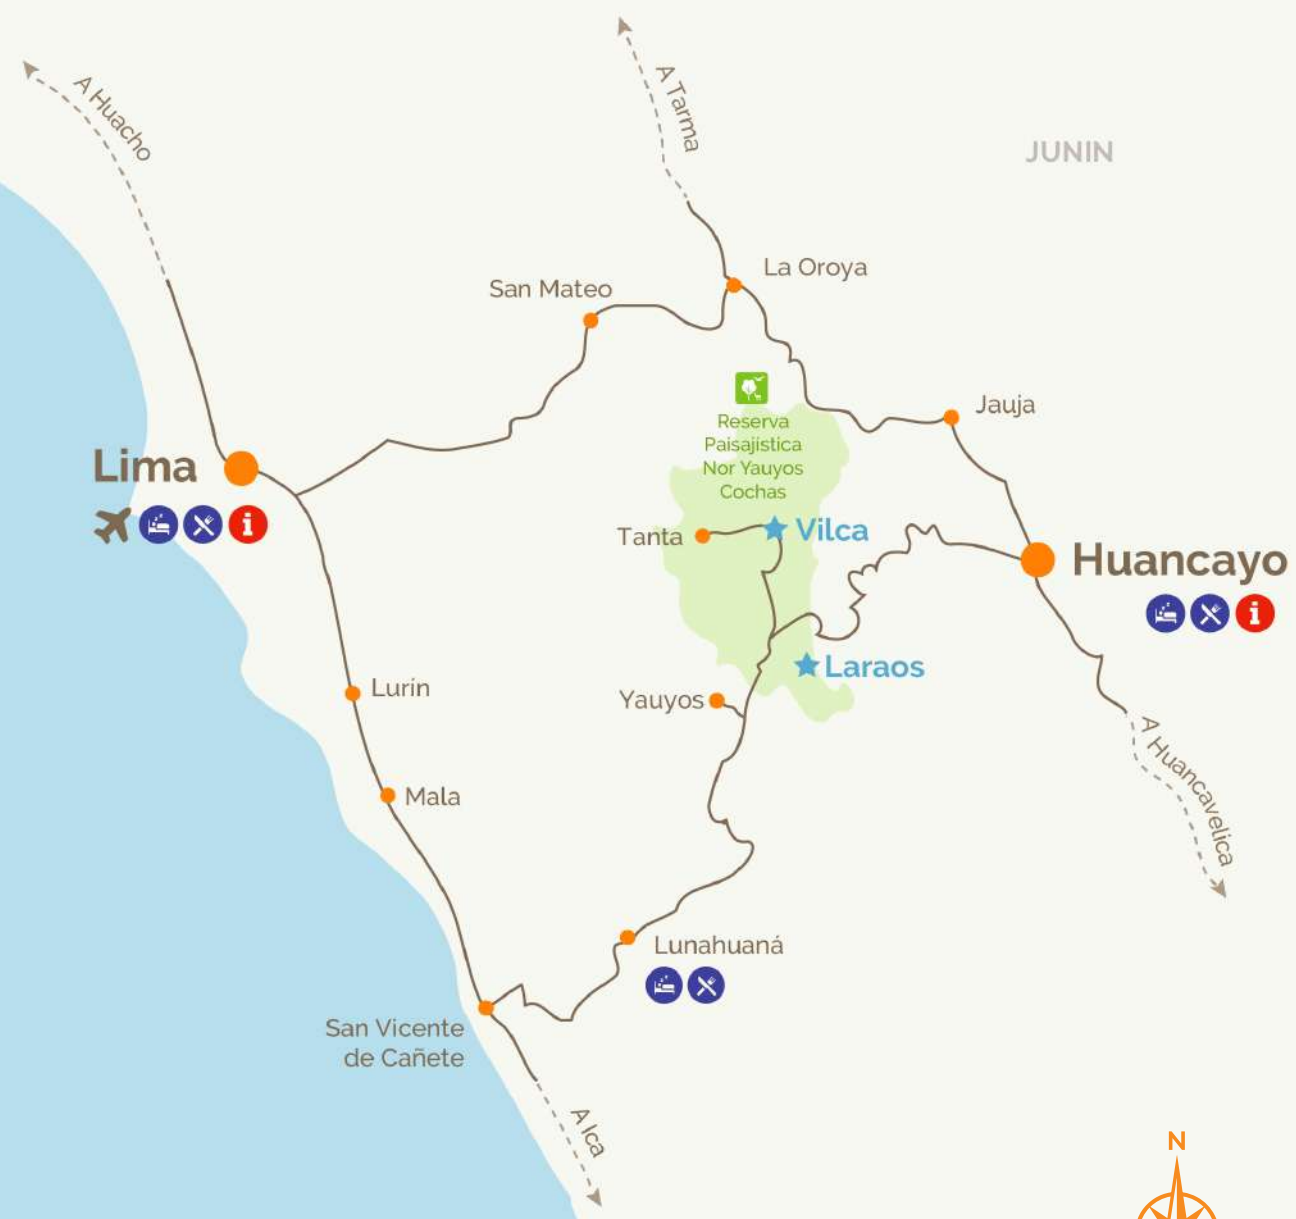 A Huacho
A Tarma
JUNIN
La Oroya
San Mateo
Jauja
Reserva
Paisajistica
Nor Yauyos
Cochas
Lima
Tanta
Vilca
Huancayo
Laraos
Lurín
Yauyos
A Huancavelica
Mala
Lunahuaná
San Vicente
de Cañete
A Ica
N